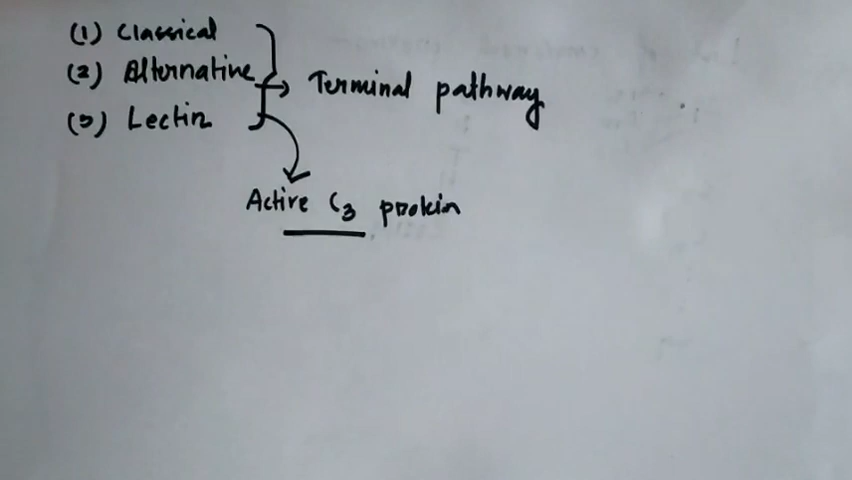 (1) Classical
(2) Alternative → Terminal pathway
(3) Lectin
Active C3 protein